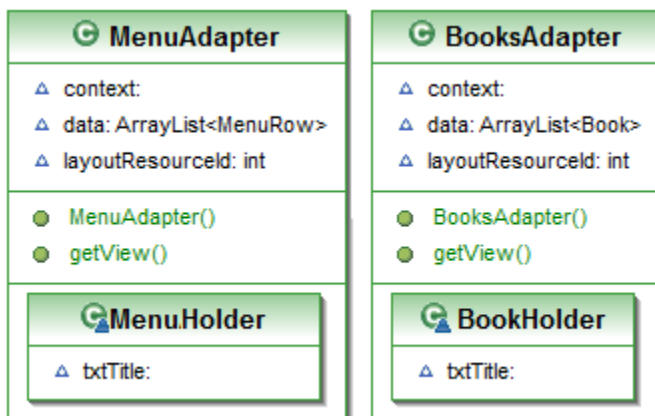 MenuAdapter
context:
data: ArrayList<MenuRow>
layoutResourceId: int
MenuAdapter()
getView()
MenuHolder
txtTitle:
BooksAdapter
context:
data: ArrayList<Book>
layoutResourceId: int
BooksAdapter()
getView()
BookHolder
txtTitle: